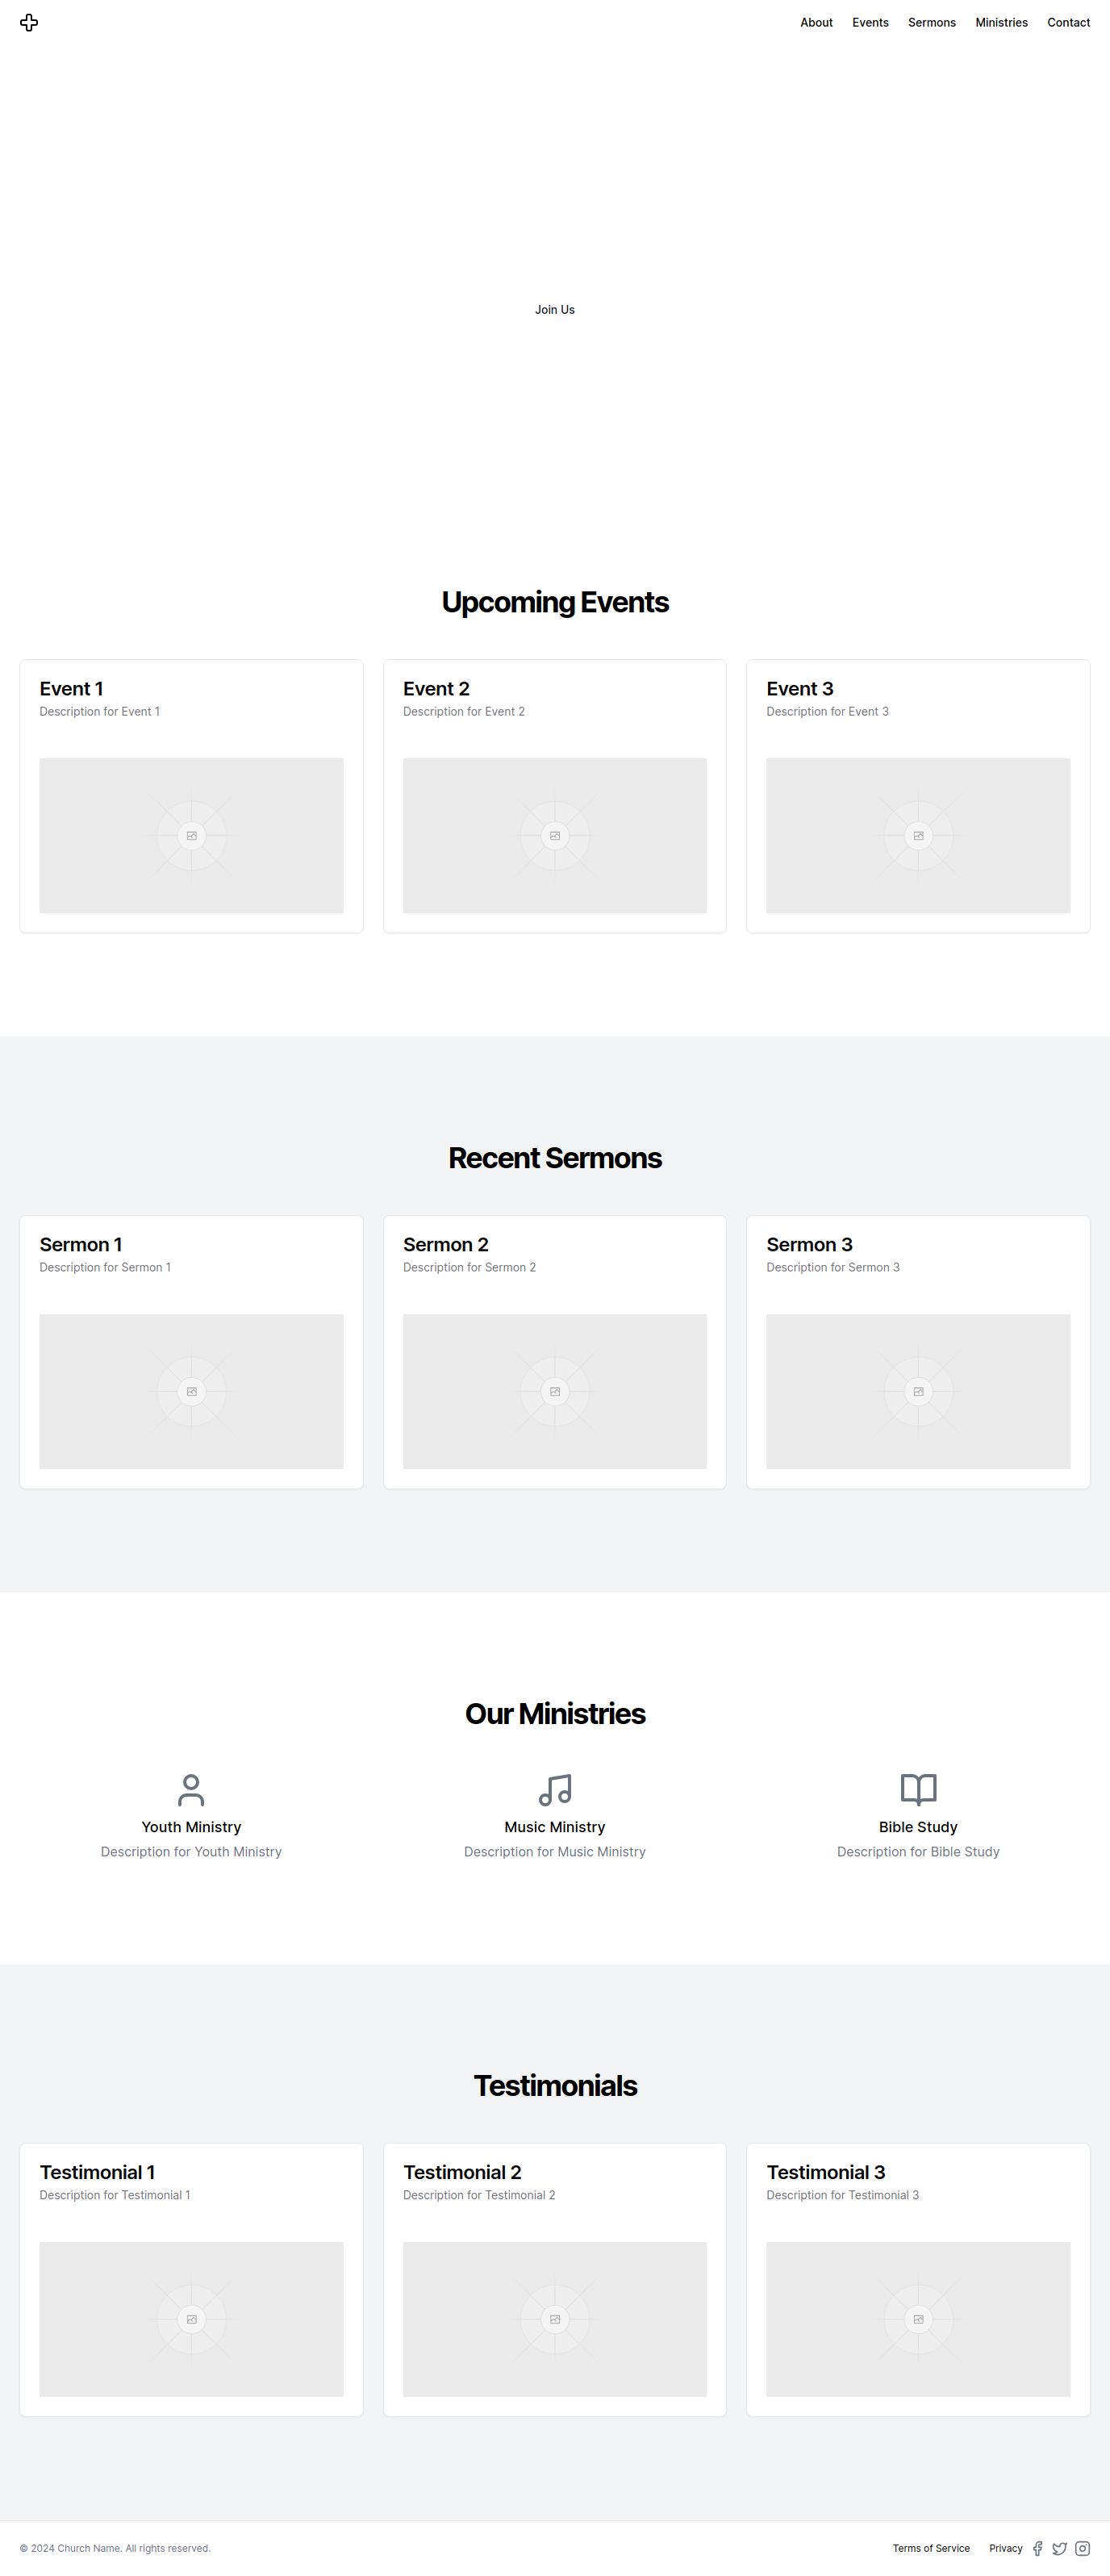 About Events Sermons Ministries Contact
Join Us
Upcoming Events
Event 1
Description for Event 1
Event 2
Description for Event 2
Event 3
Description for Event 3
Recent Sermons
Sermon 1
Description for Sermon 1
Sermon 2
Description for Sermon 2
Sermon 3
Description for Sermon 3
Our Ministries
Youth Ministry
Description for Youth Ministry
Music Ministry
Description for Music Ministry
Bible Study
Description for Bible Study
Testimonials
Testimonial 1
Description for Testimonial 1
Testimonial 2
Description for Testimonial 2
Testimonial 3
Description for Testimonial 3
© 2024 Church Name. All rights reserved.
Terms of Service Privacy